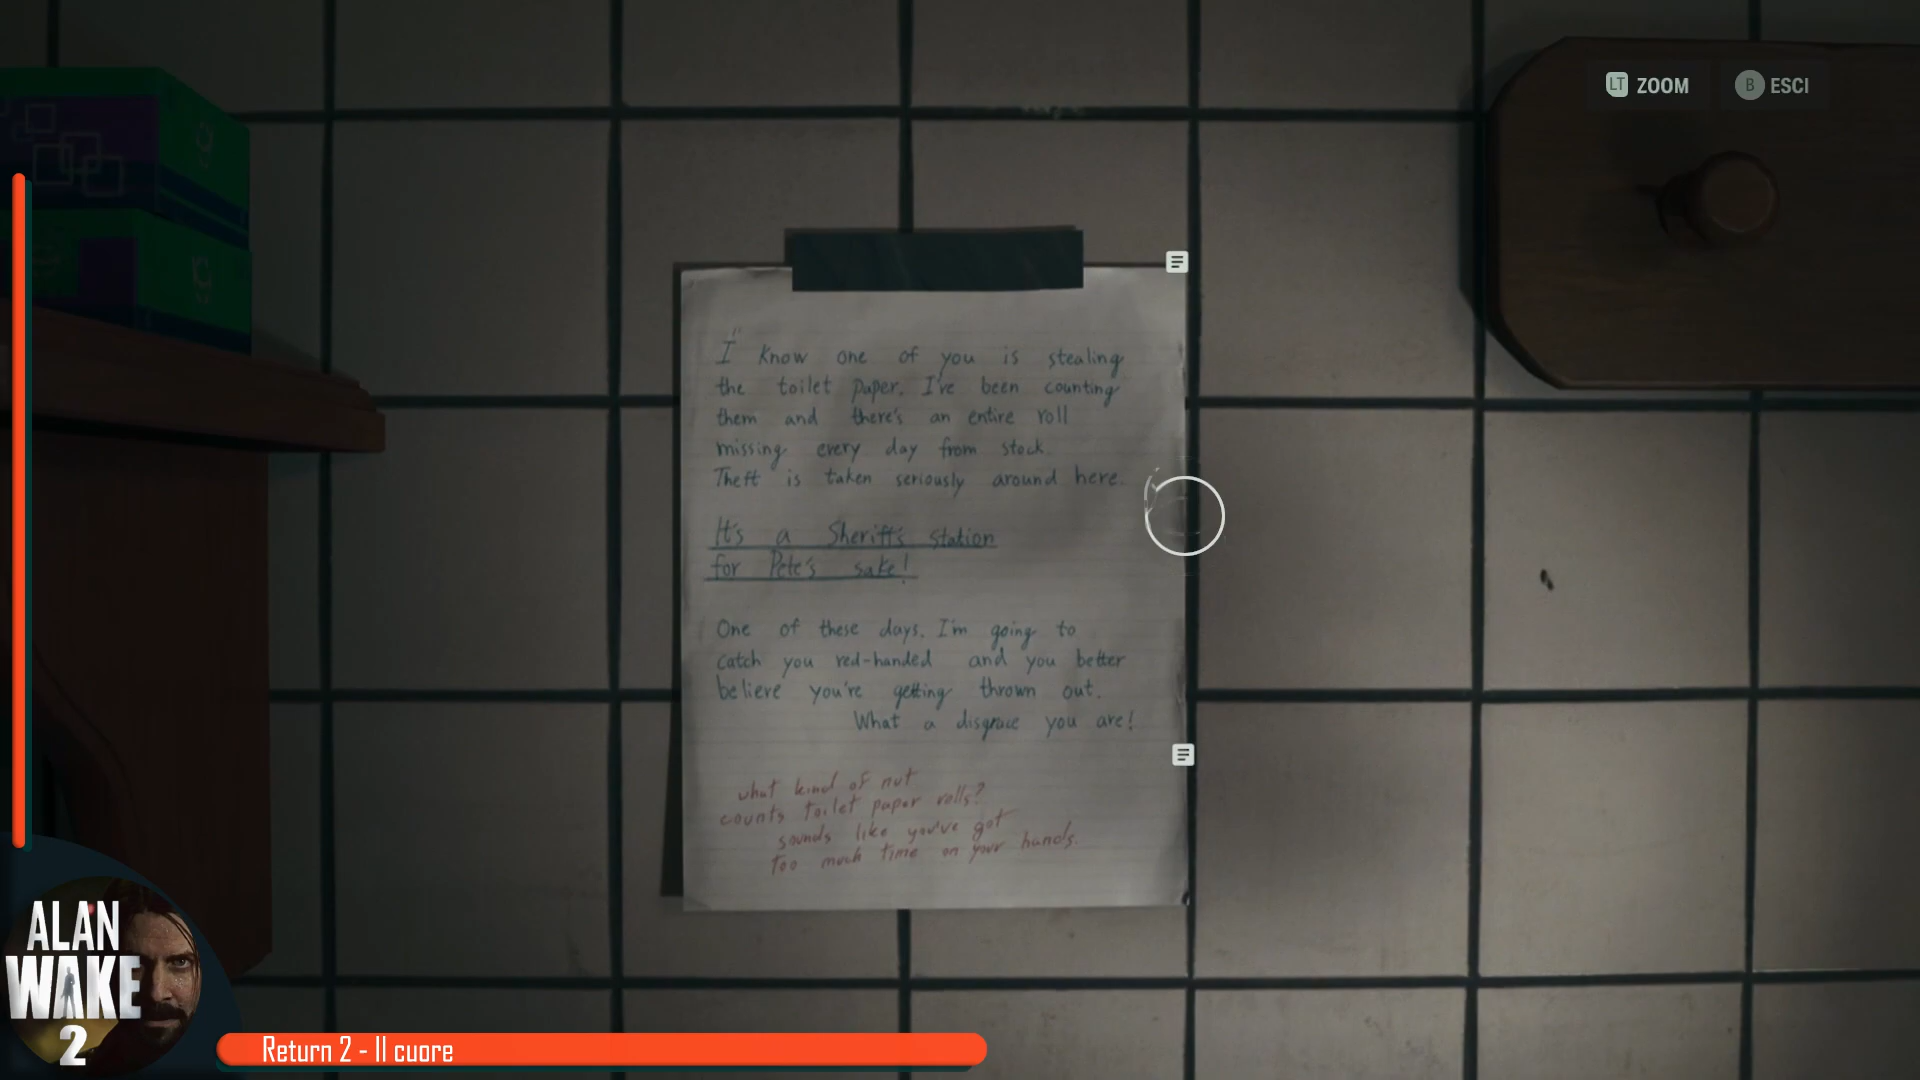 LT ZOOM
B ESCI
I know one of you is stealing
the toilet paper. I've been counting
them and there's an entire roll
missing every day from stock.
Theft is taken seriously around here.
It's a Sheriff's station
for Pete's sake!
One of these days, I'm going to
catch you red-handed and you better
believe you're getting thrown out.
What a disgrace you are!
what kind of nut
counts toilet paper rolls?
sounds like you've got
too much time on your hands.
ALAN
WAKE
2
Return 2 - Il cuore